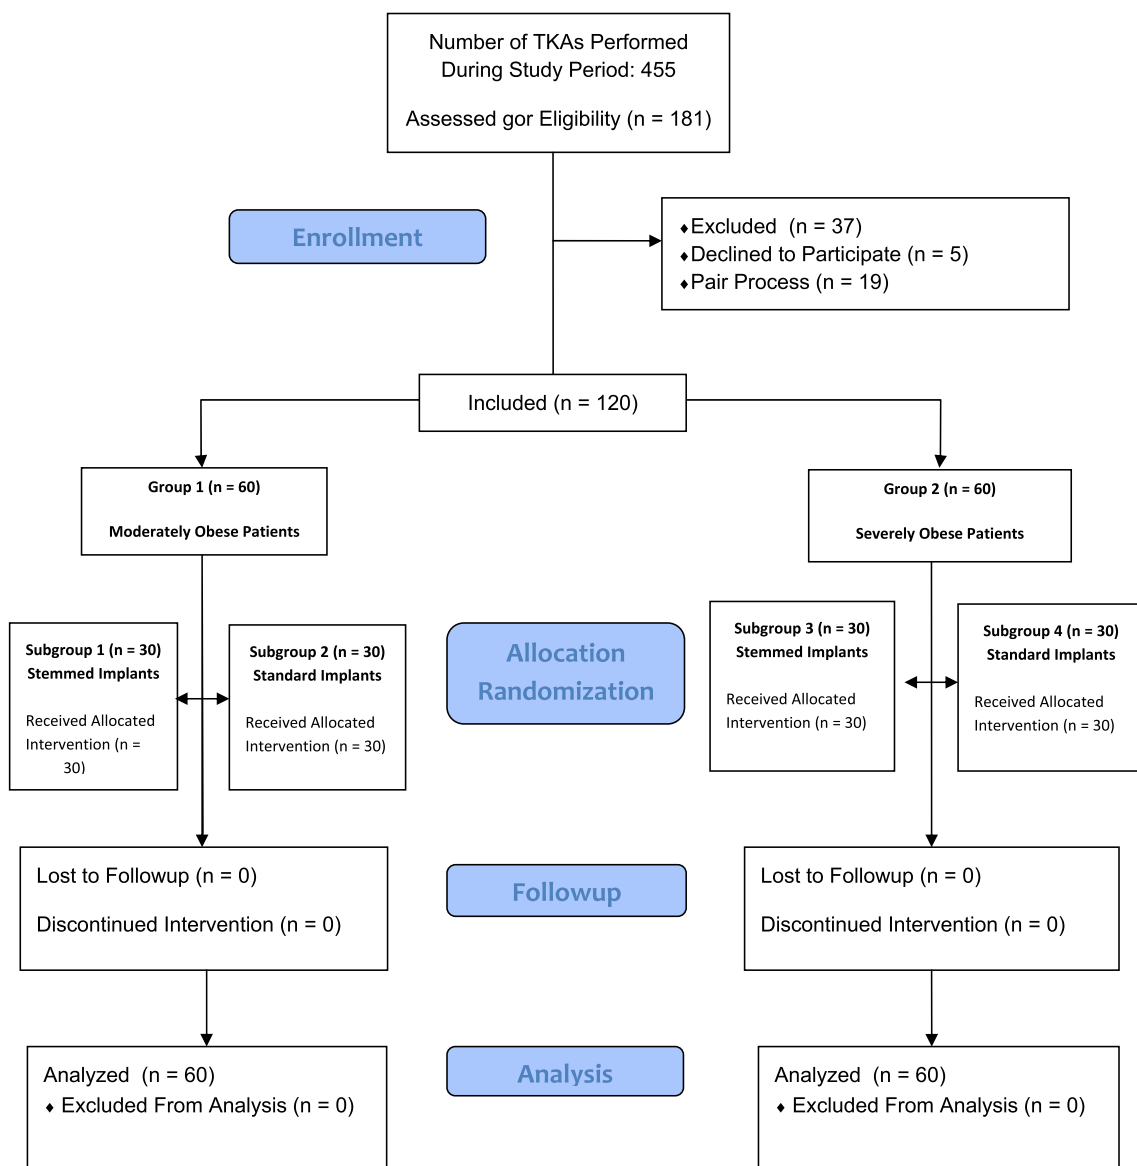 Number of TKAs Performed
During Study Period: 455
Assessed gor Eligibility (n = 181)
Enrollment
♦Excluded (n = 37)
♦Declined to Participate (n = 5)
♦Pair Process (n = 19)
Included (n = 120)
Group 1 (n = 60)
Moderately Obese Patients
Group 2 (n = 60)
Severely Obese Patients
Subgroup 1 (n = 30)
Stemmed Implants
Received Allocated
Intervention (n =
30)
Subgroup 2 (n = 30)
Standard Implants
Received Allocated
Intervention (n = 30)
Allocation
Randomization
Subgroup 3 (n = 30)
Stemmed Implants
Received Allocated
Intervention (n = 30)
Subgroup 4 (n = 30)
Standard Implants
Received Allocated
Intervention (n = 30)
Lost to Followup (n = 0)
Discontinued Intervention (n = 0)
Followup
Lost to Followup (n = 0)
Discontinued Intervention (n = 0)
Analyzed (n = 60)
♦ Excluded From Analysis (n = 0)
Analysis
Analyzed (n = 60)
♦ Excluded From Analysis (n = 0)